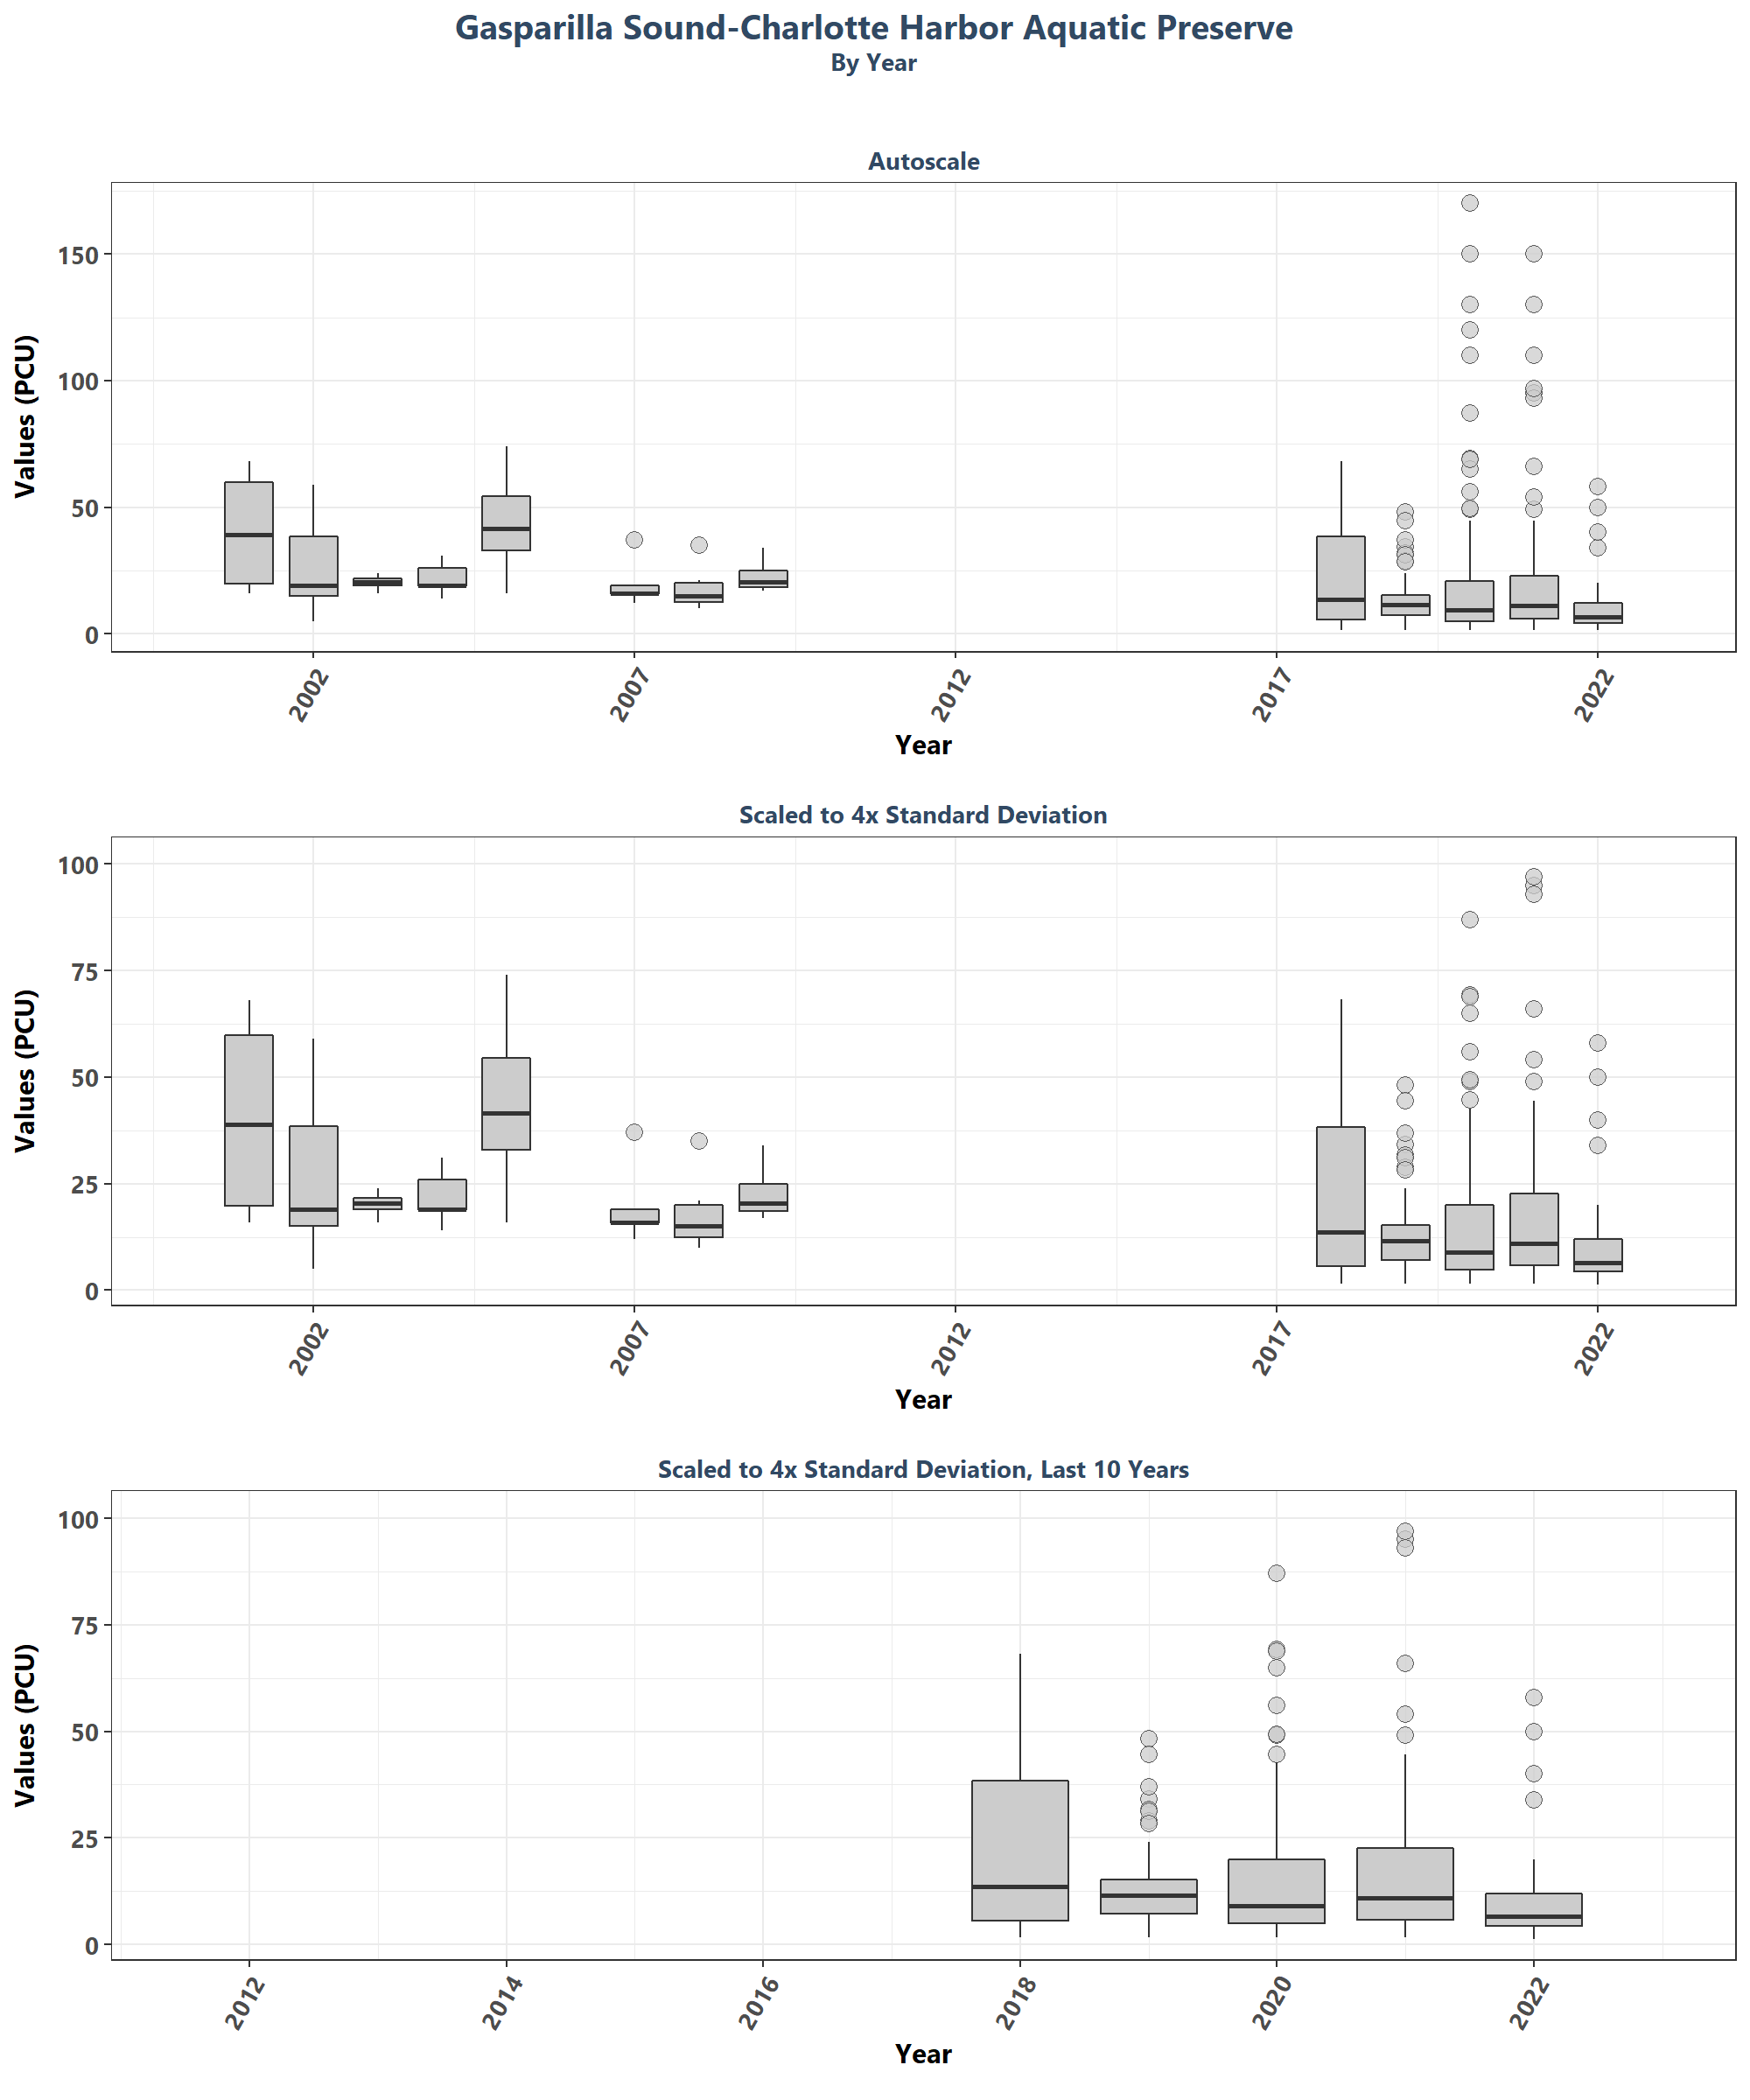 Gasparilla Sound-Charlotte Harbor Aquatic Preserve
By Year
Autoscale
Values (PCU)
150
100
50
0
2002
2007
2012
2017
2022
Year
Scaled to 4x Standard Deviation
Values (PCU)
100
75
50
25
0
2002
2007
2012
2017
2022
Year
Scaled to 4x Standard Deviation, Last 10 Years
Values (PCU)
100
75
50
25
0
2012
2014
2016
2018
2020
2022
Year